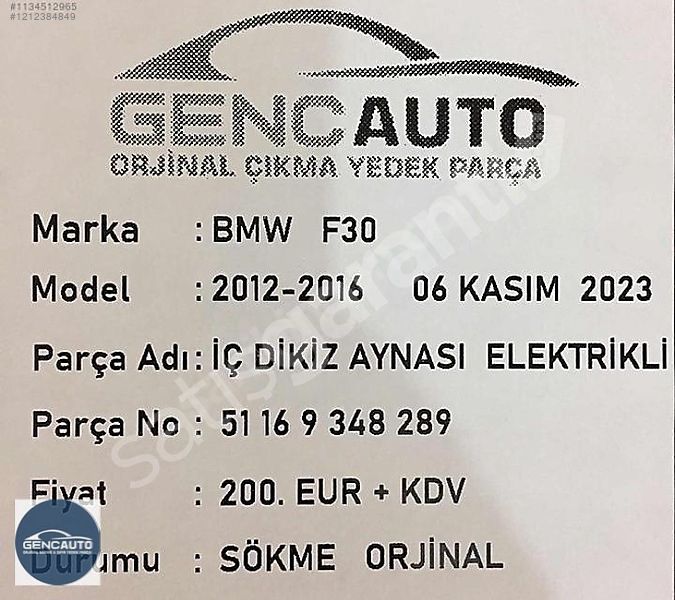 #1134512965
#1212384849
GENCAUTO
ORJİNAL ÇIKMA YEDEK PARÇA
Marka : BMW F30
Model : 2012-2016 06 KASIM 2023
Parça Adı : İÇ DİKİZ AYNASI ELEKTRİKLİ
Parça No : 51 16 9 348 289
Fiyat : 200. EUR + KDV
GENCAUTO
Durumu : SÖKME ORJİNAL
satışgarantili